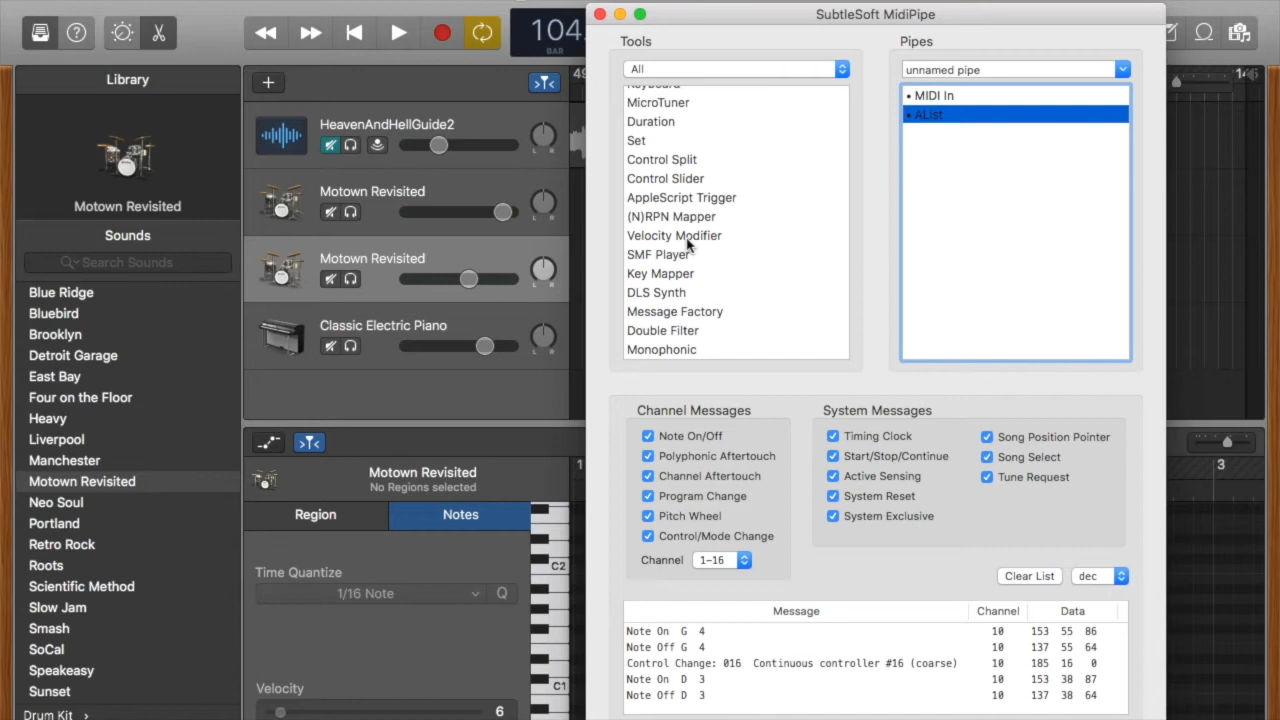 Library
Motown Revisited
Sounds
Search Sounds
Blue Ridge
Bluebird
Brooklyn
Detroit Garage
East Bay
Four on the Floor
Heavy
Liverpool
Manchester
Motown Revisited
Neo Soul
Portland
Retro Rock
Roots
Scientific Method
Slow Jam
Smash
SoCal
Speakeasy
Sunset
Drum Kit
104.
BAR
HeavenAndHellGuide2
L R
Motown Revisited
L R
Motown Revisited
L R
Classic Electric Piano
L R
Motown Revisited
No Regions selected
Region
Notes
Time Quantize
1/16 Note
Q
Velocity
6
C2
C1
1
3
SubtleSoft MidiPipe
Tools
All
Keyboard
MicroTuner
Duration
Set
Control Split
Control Slider
AppleScript Trigger
(N)RPN Mapper
Velocity Modifier
SMF Player
Key Mapper
DLS Synth
Message Factory
Double Filter
Monophonic
Pipes
unnamed pipe
• MIDI In
• AList
Channel Messages
Note On/Off
Polyphonic Aftertouch
Channel Aftertouch
Program Change
Pitch Wheel
Control/Mode Change
Channel 1-16
System Messages
Timing Clock
Start/Stop/Continue
Active Sensing
System Reset
System Exclusive
Song Position Pointer
Song Select
Tune Request
Clear List
dec
Message Channel Data
Note On G 4 10 153 55 86
Note Off G 4 10 137 55 64
Control Change: 016 Continuous controller #16 (coarse) 10 185 16 0
Note On D 3 10 153 38 87
Note Off D 3 10 137 38 64